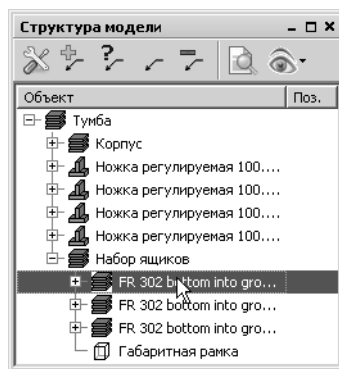 Структура модели
Объект Поз.
Тумба
Корпус
Ножка регулируемая 100....
Ножка регулируемая 100....
Ножка регулируемая 100....
Ножка регулируемая 100....
Набор ящиков
FR 302 bottom into gro...
FR 302 bottom into gro...
FR 302 bottom into gro...
Габаритная рамка